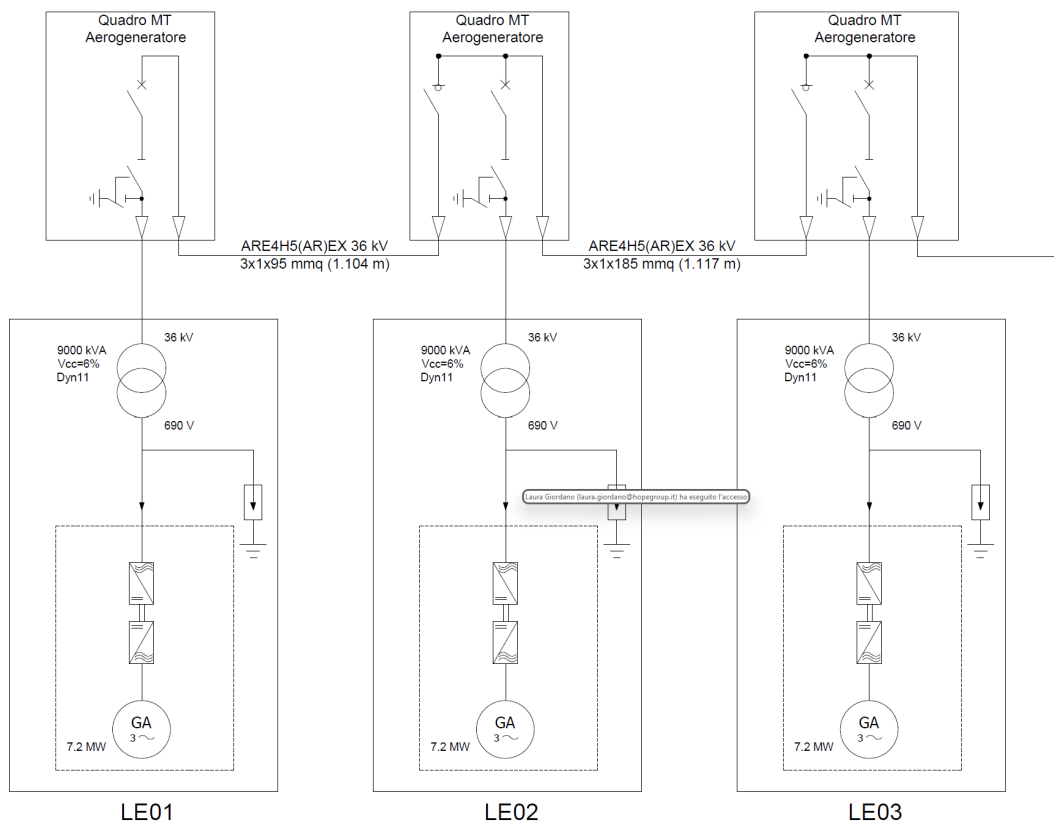 Quadro MT
Aerogeneratore
Quadro MT
Aerogeneratore
Quadro MT
Aerogeneratore
ARE4H5(AR)EX 36 kV
3x1x95 mmq (1.104 m)
ARE4H5(AR)EX 36 kV
3x1x185 mmq (1.117 m)
36 kV
9000 kVA
Vcc=6%
Dyn11
690 V
36 kV
9000 kVA
Vcc=6%
Dyn11
690 V
36 kV
9000 kVA
Vcc=6%
Dyn11
690 V
Laura Giordano (laura.giordano@hopegroup.it) ha eseguito l'accesso
GA
3
7.2 MW
GA
3
7.2 MW
GA
3
7.2 MW
LE01
LE02
LE03